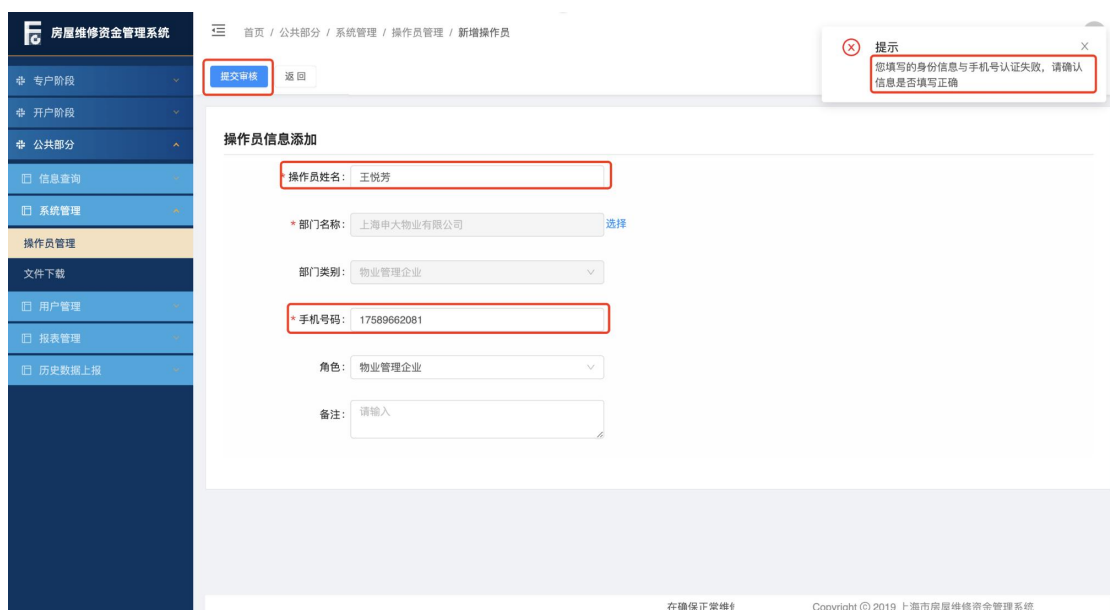 房屋维修资金管理系统
首页 / 公共部分 / 系统管理 / 操作员管理 / 新增操作员
提示
您填写的身份信息与手机号认证失败，请确认
信息是否填写正确
提交审核
返 回
专户阶段
开户阶段
公共部分
信息查询
系统管理
操作员管理
文件下载
用户管理
报表管理
历史数据上报
操作员信息添加
* 操作员姓名： 王悦芳
* 部门名称： 上海申大物业有限公司 选择
部门类别： 物业管理企业
* 手机号码： 17589662081
角色： 物业管理企业
备注： 请输入
在确保正常维
Copyright © 2019 上海市房屋维修资金管理系统